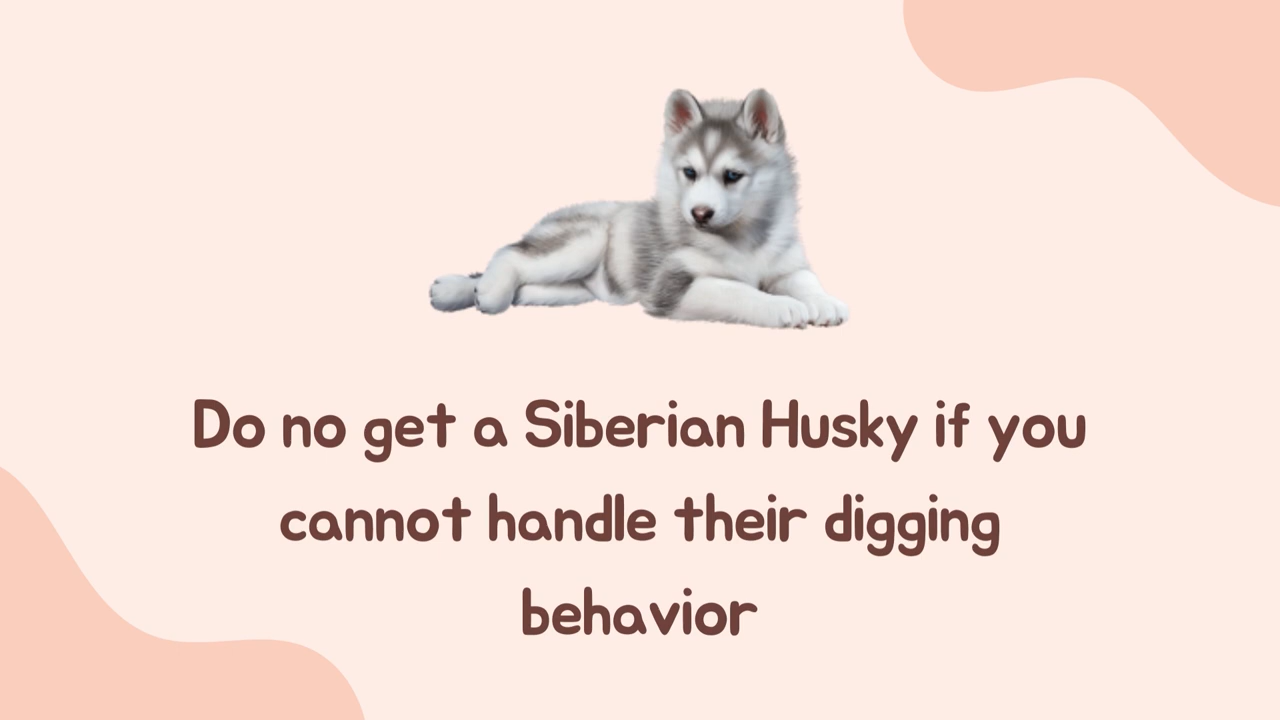 Do no get a Siberian Husky if you
cannot handle their digging
behavior